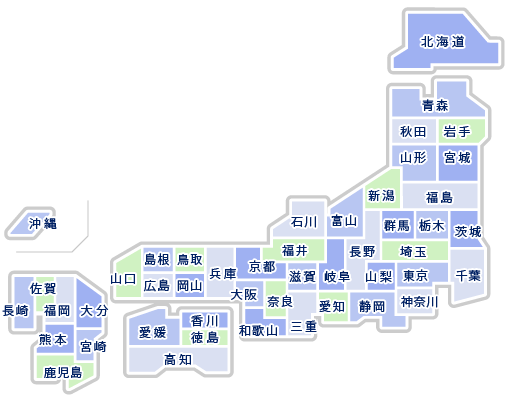 北海道
青森
秋田
岩手
山形
宮城
新潟
福島
石川
富山
群馬
栃木
茨城
沖縄
福井
長野
埼玉
島根
鳥取
兵庫
京都
滋賀
岐阜
山梨
東京
千葉
山口
広島
岡山
大阪
奈良
愛知
静岡
神奈川
和歌山
三重
長崎
佐賀
福岡
大分
熊本
宮崎
鹿児島
愛媛
香川
徳島
高知